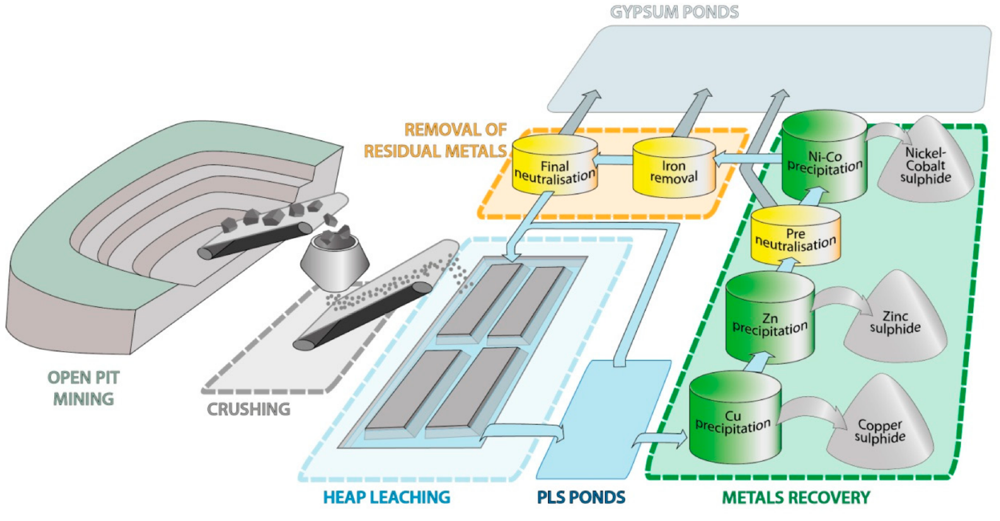 GYPSUM PONDS
REMOVAL OF
RESIDUAL METALS
Final
neutralisation
Iron
removal
Ni-Co
precipitation
Nickel-
Cobalt
sulphide
Pre
neutralisation
Zn
precipitation
Zinc
sulphide
Cu
precipitation
Copper
sulphide
OPEN PIT
MINING
CRUSHING
HEAP LEACHING
PLS PONDS
METALS RECOVERY